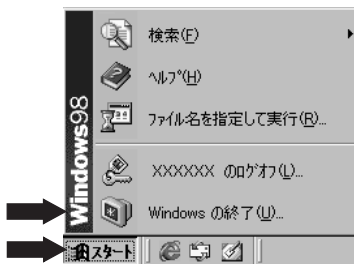 検索(F)
ヘルプ(H)
ファイル名を指定して実行(R)...
XXXXXX のログオフ(L)...
Windows の終了(U)...
Windows98
スタート